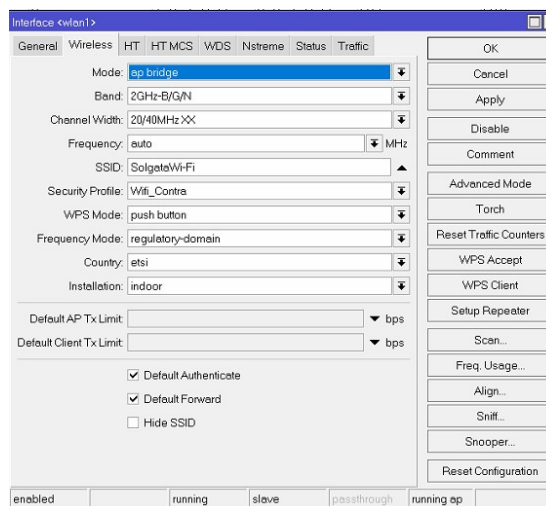 Interface <wlan1>
General Wireless HT HT MCS WDS Nstreme Status Traffic
Mode: ap bridge
Band: 2GHz-B/G/N
Channel Width: 20/40MHz XX
Frequency: auto MHz
SSID: SolgataWi-Fi
Security Profile: Wifi_Contra
WPS Mode: push button
Frequency Mode: regulatory-domain
Country: etsi
Installation: indoor
Default AP Tx Limit: bps
Default Client Tx Limit: bps
Default Authenticate
Default Forward
Hide SSID
OK
Cancel
Apply
Disable
Comment
Advanced Mode
Torch
Reset Traffic Counters
WPS Accept
WPS Client
Setup Repeater
Scan...
Freq. Usage...
Align...
Sniff...
Snooper...
Reset Configuration
enabled running slave passthrough running ap